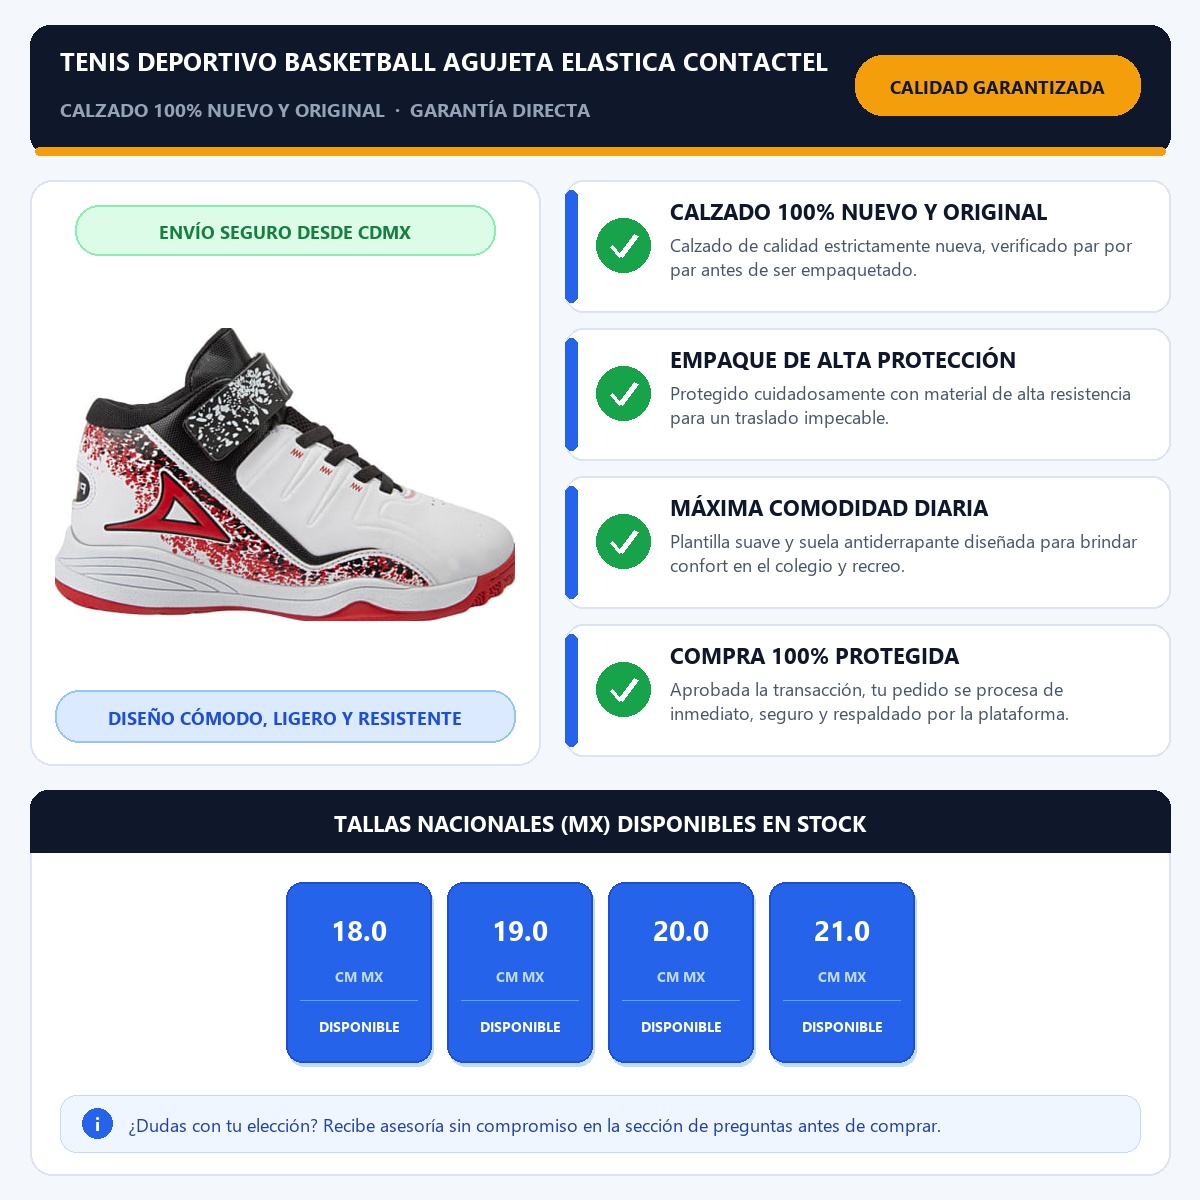 TENIS DEPORTIVO BASKETBALL AGUJETA ELASTICA CONTACTEL
CALZADO 100% NUEVO Y ORIGINAL · GARANTÍA DIRECTA
CALIDAD GARANTIZADA
ENVÍO SEGURO DESDE CDMX
DISEÑO CÓMODO, LIGERO Y RESISTENTE
CALZADO 100% NUEVO Y ORIGINAL
Calzado de calidad estrictamente nueva, verificado par por
par antes de ser empaquetado.
EMPAQUE DE ALTA PROTECCIÓN
Protegido cuidadosamente con material de alta resistencia
para un traslado impecable.
MÁXIMA COMODIDAD DIARIA
Plantilla suave y suela antiderrapante diseñada para brindar
confort en el colegio y recreo.
COMPRA 100% PROTEGIDA
Aprobada la transacción, tu pedido se procesa de
inmediato, seguro y respaldado por la plataforma.
TALLAS NACIONALES (MX) DISPONIBLES EN STOCK
18.0
CM MX
DISPONIBLE
19.0
CM MX
DISPONIBLE
20.0
CM MX
DISPONIBLE
21.0
CM MX
DISPONIBLE
¿Dudas con tu elección? Recibe asesoría sin compromiso en la sección de preguntas antes de comprar.